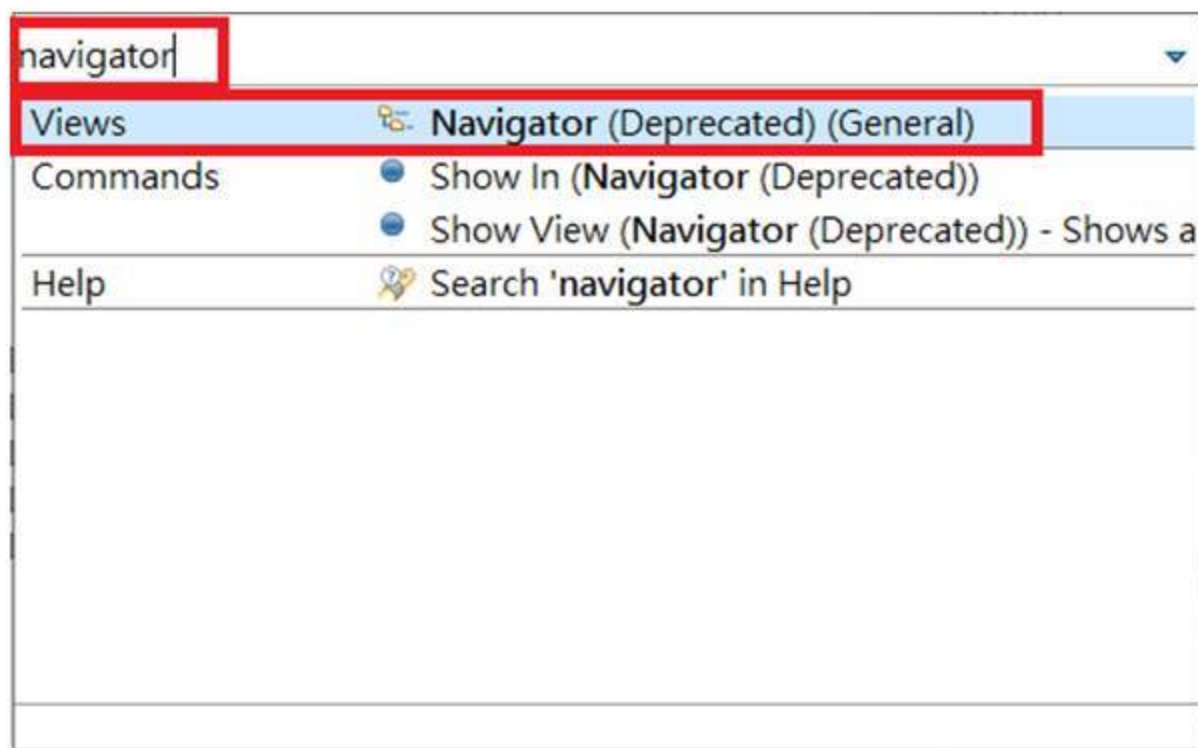 navigator
Views Navigator (Deprecated) (General)
Commands Show In (Navigator (Deprecated))
Show View (Navigator (Deprecated)) - Shows a
Help Search 'navigator' in Help